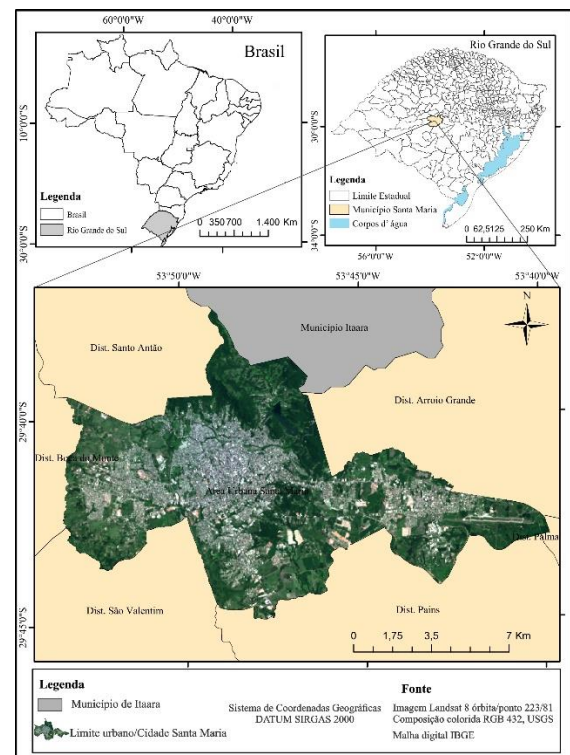 60°0'0"W
40°0'0"W
Brasil
10°0'0"S
30°0'0"S
Legenda
Brasil
Rio Grande do Sul
0 350700 1.400 Km
Rio Grande do Sul
30°0'0"S
34°0'0"S
Legenda
Limite Estadual
Município Santa Maria
Corpos d' água
0 62,5125 250 Km
56°0'0"W
52°0'0"W
53°50'0"W
53°45'0"W
53°40'0"W
N
Município Itaara
Dist. Santo Antão
Dist. Arroio Grande
29°40'0"S
Dist. Boca do Monte
Área Urbana Santa Maria
Dist. Palma
Dist. São Valentim
Dist. Pains
29°45'0"S
0 1,75 3,5 7 Km
Legenda
Município de Itaara
Limite urbano/Cidade Santa Maria
Sistema de Coordenadas Geográficas
DATUM SIRGAS 2000
Fonte
Imagem Landsat 8 órbita/ponto 223/81
Composição colorida RGB 432, USGS
Malha digital IBGE